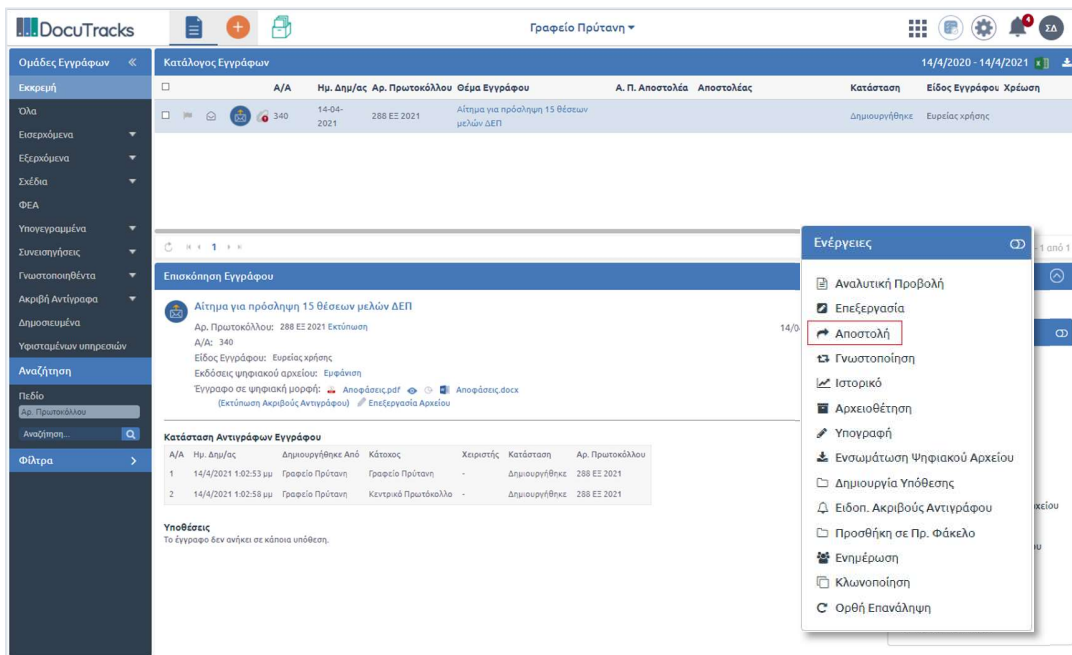 DocuTracks
Γραφείο Πρύτανη
4
ΣΔ
Ομάδες Εγγράφων
Εκκρεμή
Όλα
Εισερχόμενα
Εξερχόμενα
Σχέδια
ΦΕΑ
Υπογεγραμμένα
Συνεισηγήσεις
Γνωστοποιηθέντα
Ακριβή Αντίγραφα
Δημοσιευμένα
Υφισταμένων υπηρεσιών
Αναζήτηση
Πεδίο
Αρ. Πρωτοκόλλου
Αναζήτηση...
Φίλτρα
Κατάλογος Εγγράφων
14/4/2020 - 14/4/2021
Α/Α Ημ. Δημ/ας Αρ. Πρωτοκόλλου Θέμα Εγγράφου Α. Π. Αποστολέα Αποστολέας Κατάσταση Είδος Εγγράφου Χρέωση
340 14-04-2021 288 ΕΞ 2021 Αίτημα για πρόσληψη 15 θέσεων Δημιουργήθηκε Ευρείας χρήσης
μελών ΔΕΠ
1
1 από 1
Επισκόπηση Εγγράφου
Αίτημα για πρόσληψη 15 θέσεων μελών ΔΕΠ
Αρ. Πρωτοκόλλου: 288 ΕΞ 2021 Εκτύπωση
14/0
Α/Α: 340
Είδος Εγγράφου: Ευρείας χρήσης
Εκδόσεις ψηφιακού αρχείου: Εμφάνιση
Έγγραφο σε ψηφιακή μορφή: Αποφάσεις.pdf Αποφάσεις.docx
(Εκτύπωση Ακριβούς Αντιγράφου) Επεξεργασία Αρχείου
Κατάσταση Αντιγράφων Εγγράφου
Α/Α Ημ. Δημ/ας Δημιουργήθηκε Από Κάτοχος Χειριστής Κατάσταση Αρ. Πρωτοκόλλου
1 14/4/2021 1:02:53 μμ Γραφείο Πρύτανη Γραφείο Πρύτανη - Δημιουργήθηκε 288 ΕΞ 2021
2 14/4/2021 1:02:58 μμ Γραφείο Πρύτανη Κεντρικό Πρωτόκολλο - Δημιουργήθηκε 288 ΕΞ 2021
Υποθέσεις
Το έγγραφο δεν ανήκει σε κάποια υπόθεση.
Ενέργειες
Αναλυτική Προβολή
Επεξεργασία
Αποστολή
Γνωστοποίηση
Ιστορικό
Αρχειοθέτηση
Υπογραφή
Ενσωμάτωση Ψηφιακού Αρχείου
Δημιουργία Υπόθεσης
Ειδοπ. Ακριβούς Αντιγράφου
Προσθήκη σε Πρ. Φάκελο
Ενημέρωση
Κλωνοποίηση
Ορθή Επανάληψη
χείου
ου